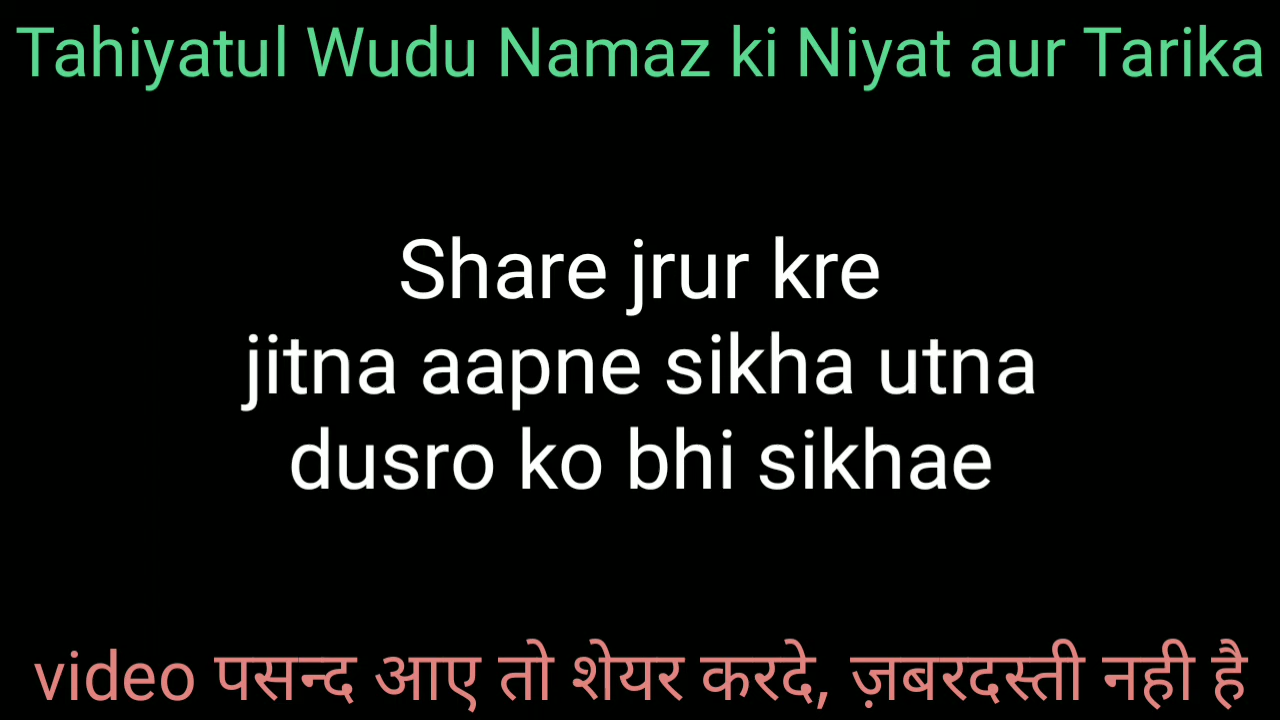 Tahiyatul Wudu Namaz ki Niyat aur Tarika
Share jrur kre
jitna aapne sikha utna
dusro ko bhi sikhae
video पसन्द आए तो शेयर करदे, ज़बरदस्ती नही है